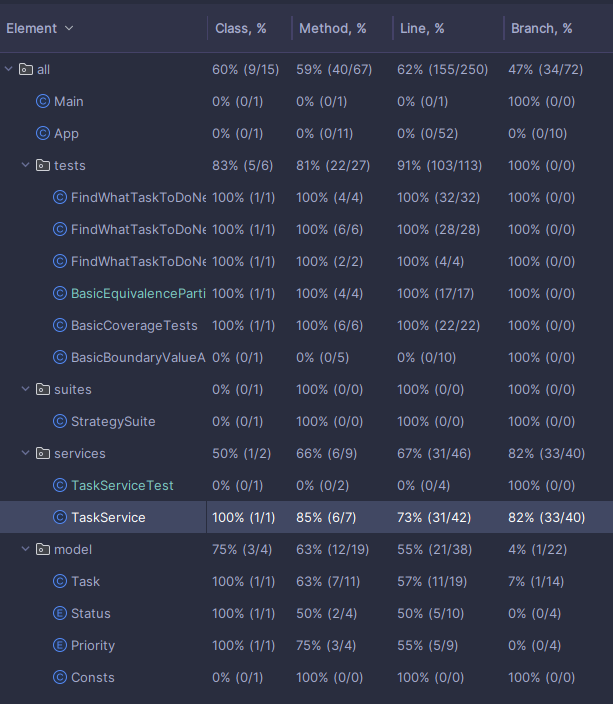 Element Class, % Method, % Line, % Branch, %
all 60% (9/15) 59% (40/67) 62% (155/250) 47% (34/72)
Main 0% (0/1) 0% (0/1) 0% (0/1) 100% (0/0)
App 0% (0/1) 0% (0/11) 0% (0/52) 0% (0/10)
tests 83% (5/6) 81% (22/27) 91% (103/113) 100% (0/0)
FindWhatTaskToDoNe 100% (1/1) 100% (4/4) 100% (32/32) 100% (0/0)
FindWhatTaskToDoNe 100% (1/1) 100% (6/6) 100% (28/28) 100% (0/0)
FindWhatTaskToDoNe 100% (1/1) 100% (2/2) 100% (4/4) 100% (0/0)
BasicEquivalenceParti 100% (1/1) 100% (4/4) 100% (17/17) 100% (0/0)
BasicCoverageTests 100% (1/1) 100% (6/6) 100% (22/22) 100% (0/0)
BasicBoundaryValueA 0% (0/1) 0% (0/5) 0% (0/10) 100% (0/0)
suites 0% (0/1) 100% (0/0) 100% (0/0) 100% (0/0)
StrategySuite 0% (0/1) 100% (0/0) 100% (0/0) 100% (0/0)
services 50% (1/2) 66% (6/9) 67% (31/46) 82% (33/40)
TaskServiceTest 0% (0/1) 0% (0/2) 0% (0/4) 100% (0/0)
TaskService 100% (1/1) 85% (6/7) 73% (31/42) 82% (33/40)
model 75% (3/4) 63% (12/19) 55% (21/38) 4% (1/22)
Task 100% (1/1) 63% (7/11) 57% (11/19) 7% (1/14)
Status 100% (1/1) 50% (2/4) 50% (5/10) 0% (0/4)
Priority 100% (1/1) 75% (3/4) 55% (5/9) 0% (0/4)
Consts 0% (0/1) 100% (0/0) 100% (0/0) 100% (0/0)